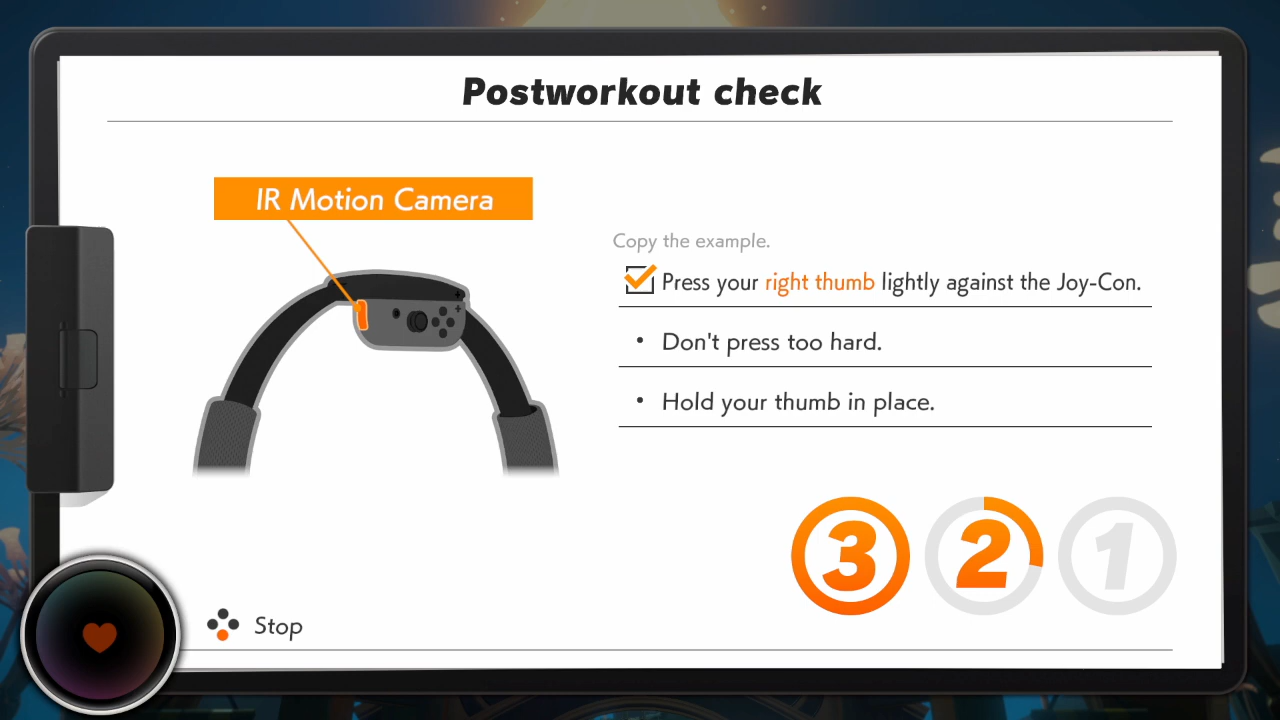 Postworkout check
IR Motion Camera
Copy the example.
Press your right thumb lightly against the Joy-Con.
• Don't press too hard.
• Hold your thumb in place.
3 2 1
Stop